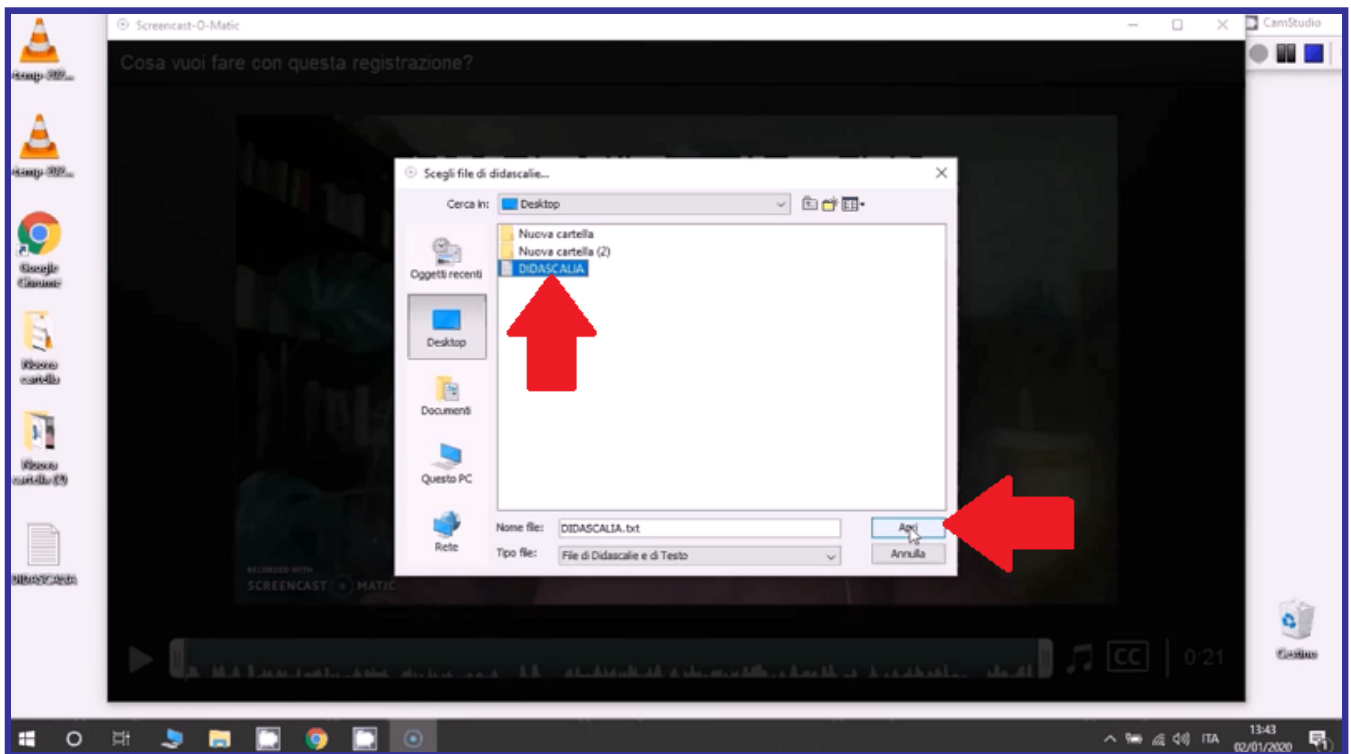 Screencast-O-Matic
CamStudio
Cosa vuoi fare con questa registrazione?
Scegli file di didascalie...
Cerca in:
Desktop
Nuova cartella
Nuova cartella (2)
DIDASCALIA
Oggetti recenti
Desktop
Documenti
Questo PC
Rete
Nome file:
DIDASCALIA.txt
Apri
Tipo file:
File di Didascalie e di Testo
Annulla
RECORDED WITH
SCREENCAST MATIC
CC
0:21
Google
Chrome
Nuova
cartella
Nuova
cartella (2)
DIDASCALIA
Cestino
ITA
13:43
02/01/2020